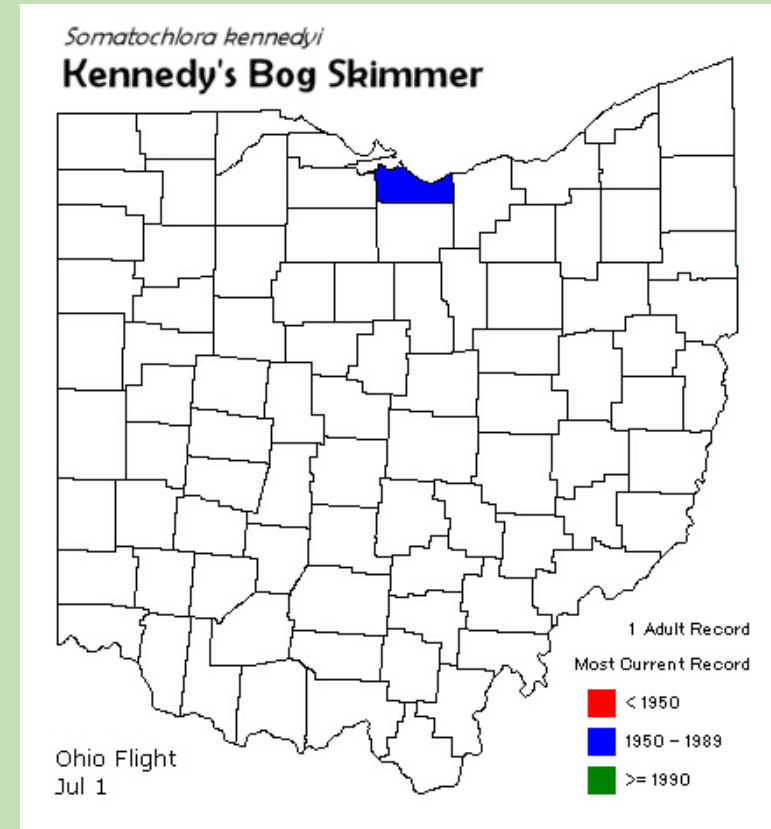 Somatochlora kennedyi
Kennedy's Bog Skimmer
1 Adult Record
Most Current Record
< 1950
1950 - 1989
>= 1990
Ohio Flight
Jul 1